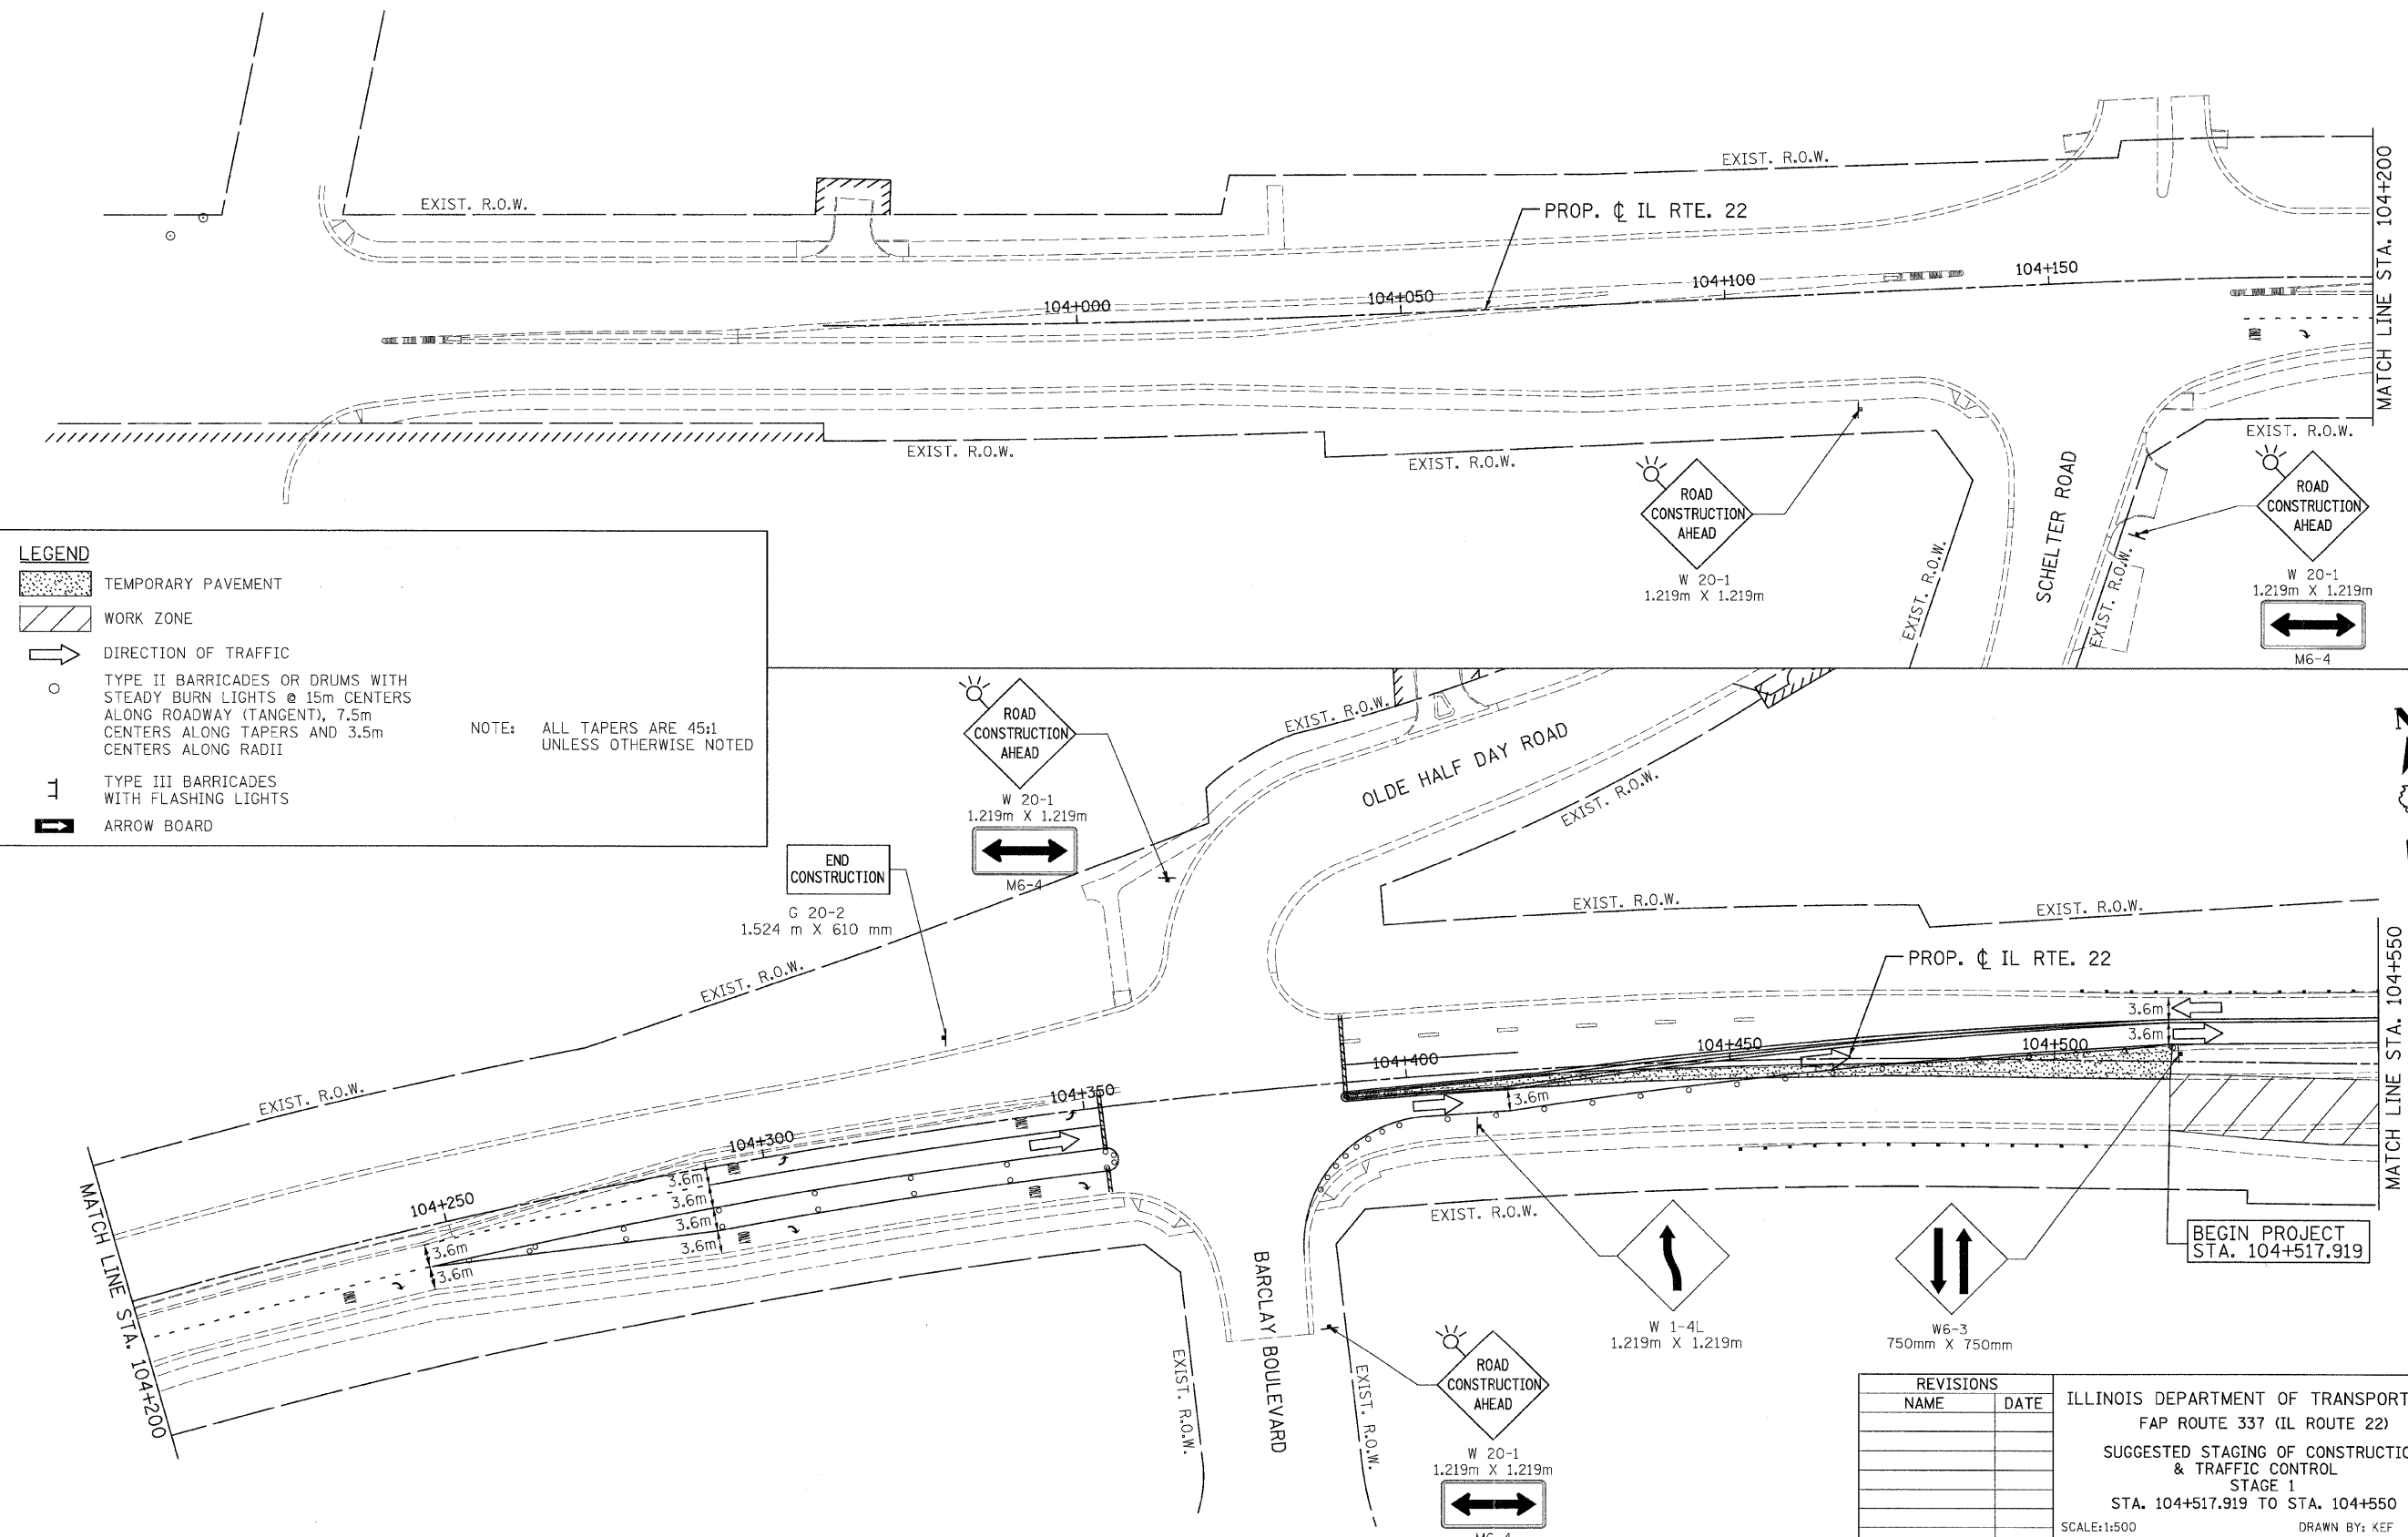 EXIST. R.O.W.
EXIST. R.O.W.
PROP. ℄ IL RTE. 22
104+000
104+050
104+100
104+150
ONLY
MATCH LINE STA. 104+200
EXIST. R.O.W.
EXIST. R.O.W.
EXIST. R.O.W.
ROAD
CONSTRUCTION
AHEAD
W 20-1
1.219m X 1.219m
EXIST. R.O.W.
SCHELTER ROAD
EXIST. R.O.W.
ROAD
CONSTRUCTION
AHEAD
W 20-1
1.219m X 1.219m
M6-4
LEGEND
TEMPORARY PAVEMENT
WORK ZONE
DIRECTION OF TRAFFIC
TYPE II BARRICADES OR DRUMS WITH
STEADY BURN LIGHTS @ 15m CENTERS
ALONG ROADWAY (TANGENT), 7.5m
CENTERS ALONG TAPERS AND 3.5m
CENTERS ALONG RADII
TYPE III BARRICADES
WITH FLASHING LIGHTS
ARROW BOARD
NOTE: ALL TAPERS ARE 45:1
UNLESS OTHERWISE NOTED
ROAD
CONSTRUCTION
AHEAD
W 20-1
1.219m X 1.219m
M6-4
END
CONSTRUCTION
G 20-2
1.524 m X 610 mm
EXIST. R.O.W.
OLDE HALF DAY ROAD
EXIST. R.O.W.
N
EXIST. R.O.W.
EXIST. R.O.W.
EXIST. R.O.W.
EXIST. R.O.W.
PROP. ℄ IL RTE. 22
MATCH LINE STA. 104+550
3.6m
3.6m
104+400
104+450
104+500
3.6m
104+350
104+300
104+250
ONLY
ONLY
ONLY
ONLY
ONLY
3.6m
3.6m
3.6m
3.6m
3.6m
3.6m
MATCH LINE STA. 104+200
EXIST. R.O.W.
BEGIN PROJECT
STA. 104+517.919
W 1-4L
1.219m X 1.219m
W6-3
750mm X 750mm
EXIST. R.O.W.
BARCLAY BOULEVARD
EXIST. R.O.W.
ROAD
CONSTRUCTION
AHEAD
W 20-1
1.219m X 1.219m
M6-4
REVISIONS
NAME DATE
ILLINOIS DEPARTMENT OF TRANSPORT
FAP ROUTE 337 (IL ROUTE 22)
SUGGESTED STAGING OF CONSTRUCTIO
& TRAFFIC CONTROL
STAGE 1
STA. 104+517.919 TO STA. 104+550
SCALE:1:500 DRAWN BY: KEF